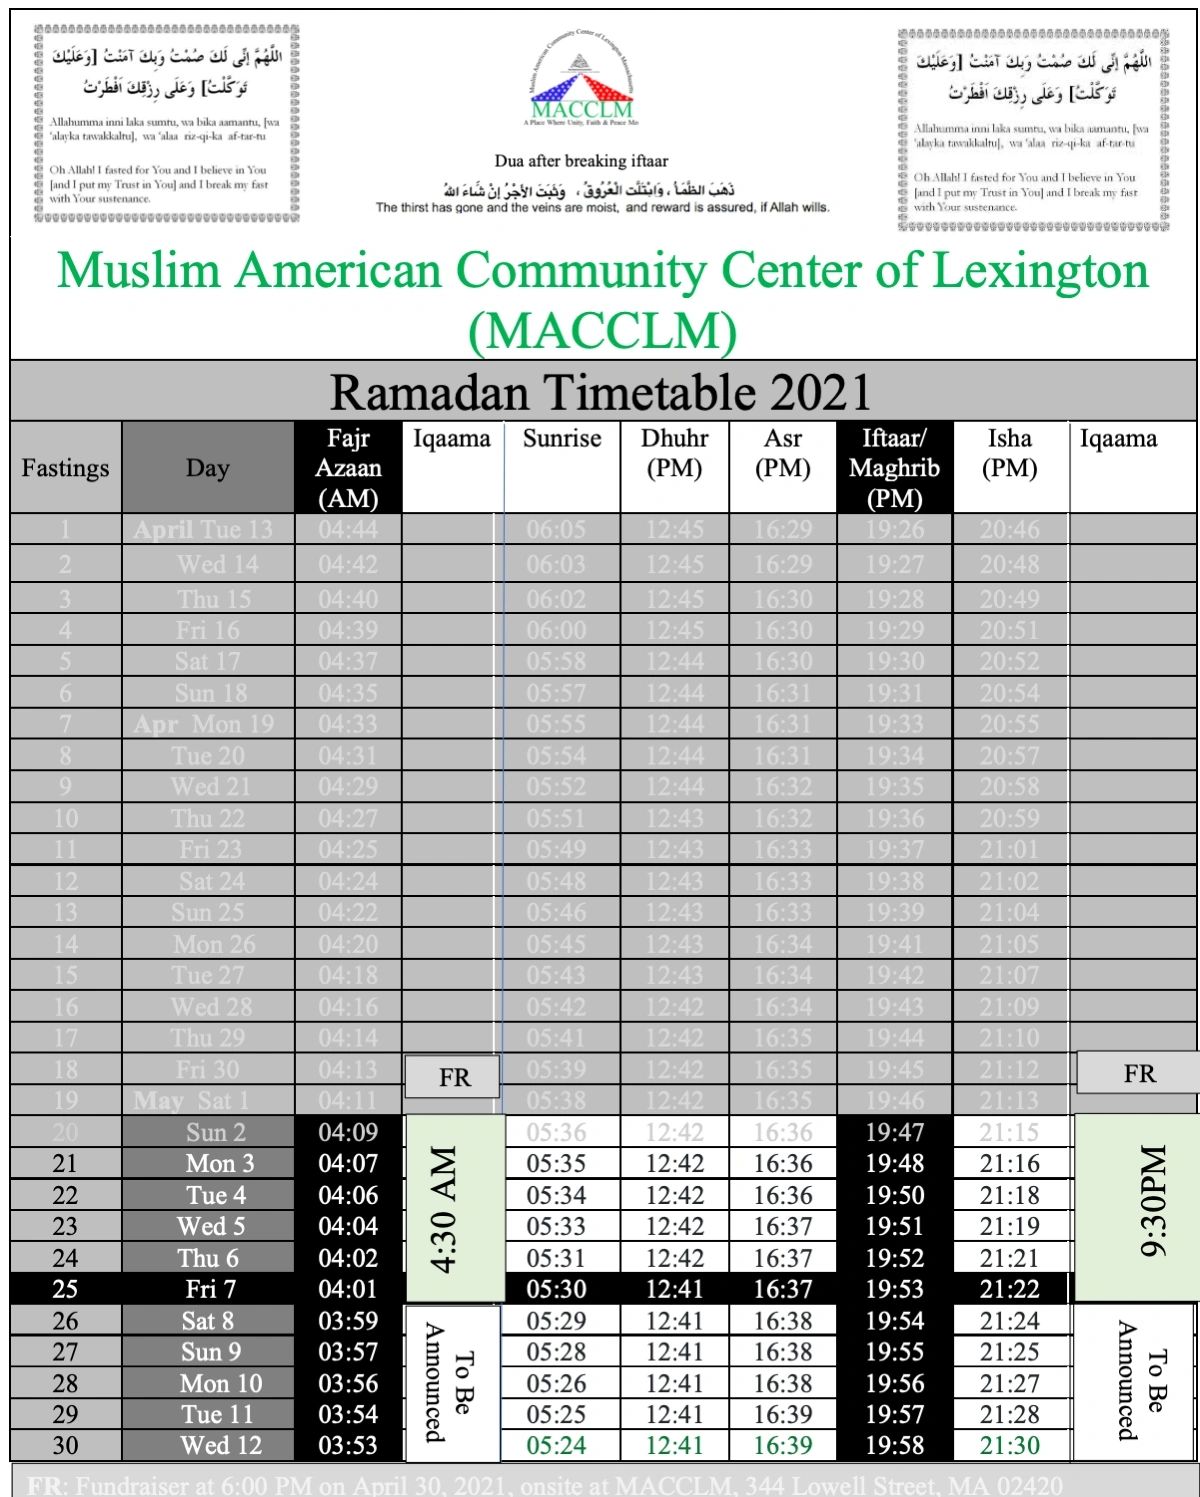 اللَّهُمَّ إِنِّي لَكَ صُمْتُ وَبِكَ آمَنْتُ [وَعَلَيْكَ
تَوَكَّلْتُ] وَعَلَى رِزْقِكَ أَفْطَرْتُ
Allahumma inni laka sumtu, wa bika aamantu, [wa
'alayka tawakkaltu], wa 'alaa riz-qi-ka af-tar-tu
Oh Allah! I fasted for You and I believe in You
[and I put my Trust in You] and I break my fast
with Your sustenance.
Muslim American Community Center of Lexington Massachusetts
MACCLM
A Place Where Unity, Faith & Peace Met
Dua after breaking iftaar
ذَهَبَ الظَّمَأُ ، وَابْتَلَّتِ الْعُرُوقُ ، وَثَبَتَ الأَجْرُ إِنْ شَاءَ اللهُ
The thirst has gone and the veins are moist, and reward is assured, if Allah wills.
اللَّهُمَّ إِنِّي لَكَ صُمْتُ وَبِكَ آمَنْتُ [وَعَلَيْكَ
تَوَكَّلْتُ] وَعَلَى رِزْقِكَ أَفْطَرْتُ
Allahumma inni laka sumtu, wa bika aamantu, [wa
'alayka tawakkaltu], wa 'alaa riz-qi-ka af-tar-tu
Oh Allah! I fasted for You and I believe in You
[and I put my Trust in You] and I break my fast
with Your sustenance.
Muslim American Community Center of Lexington
(MACCLM)
Ramadan Timetable 2021
Fastings Day Fajr Azaan (AM) Iqaama Sunrise Dhuhr (PM) Asr (PM) Iftaar/ Maghrib (PM) Isha (PM) Iqaama
1 April Tue 13 04:44 06:05 12:45 16:29 19:26 20:46
2 Wed 14 04:42 06:03 12:45 16:29 19:27 20:48
3 Thu 15 04:40 06:02 12:45 16:30 19:28 20:49
4 Fri 16 04:39 06:00 12:45 16:30 19:29 20:51
5 Sat 17 04:37 05:58 12:44 16:30 19:30 20:52
6 Sun 18 04:35 05:57 12:44 16:31 19:31 20:54
7 Apr Mon 19 04:33 05:55 12:44 16:31 19:33 20:55
8 Tue 20 04:31 05:54 12:44 16:31 19:34 20:57
9 Wed 21 04:29 05:52 12:44 16:32 19:35 20:58
10 Thu 22 04:27 05:51 12:43 16:32 19:36 20:59
11 Fri 23 04:25 05:49 12:43 16:33 19:37 21:01
12 Sat 24 04:24 05:48 12:43 16:33 19:38 21:02
13 Sun 25 04:22 05:46 12:43 16:33 19:39 21:04
14 Mon 26 04:20 05:45 12:43 16:34 19:41 21:05
15 Tue 27 04:18 05:43 12:43 16:34 19:42 21:07
16 Wed 28 04:16 05:42 12:42 16:34 19:43 21:09
17 Thu 29 04:14 05:41 12:42 16:35 19:44 21:10
18 Fri 30 04:13 FR 05:39 12:42 16:35 19:45 21:12 FR
19 May Sat 1 04:11 05:38 12:42 16:35 19:46 21:13
20 Sun 2 04:09 05:36 12:42 16:36 19:47 21:15
21 Mon 3 04:07 05:35 12:42 16:36 19:48 21:16
22 Tue 4 04:06 4:30 AM 05:34 12:42 16:36 19:50 21:18 9:30PM
23 Wed 5 04:04 05:33 12:42 16:37 19:51 21:19
24 Thu 6 04:02 05:31 12:42 16:37 19:52 21:21
25 Fri 7 04:01 05:30 12:41 16:37 19:53 21:22
26 Sat 8 03:59 05:29 12:41 16:38 19:54 21:24
27 Sun 9 03:57 05:28 12:41 16:38 19:55 21:25
28 Mon 10 03:56 To Be Announced 05:26 12:41 16:38 19:56 21:27 To Be Announced
29 Tue 11 03:54 05:25 12:41 16:39 19:57 21:28
30 Wed 12 03:53 05:24 12:41 16:39 19:58 21:30
FR: Fundraiser at 6:00 PM on April 30, 2021, onsite at MACCLM, 344 Lowell Street, MA 02420